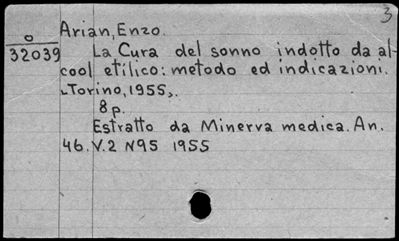 3
Arian, Enzo.
o
32039
La Cura del sonno indotto da al-
cool etilico: metodo ed indicazioni.
<Torino, 1955>.
8 p.
Estratto da Minerva medica. An.
46. V. 2 N95 1955